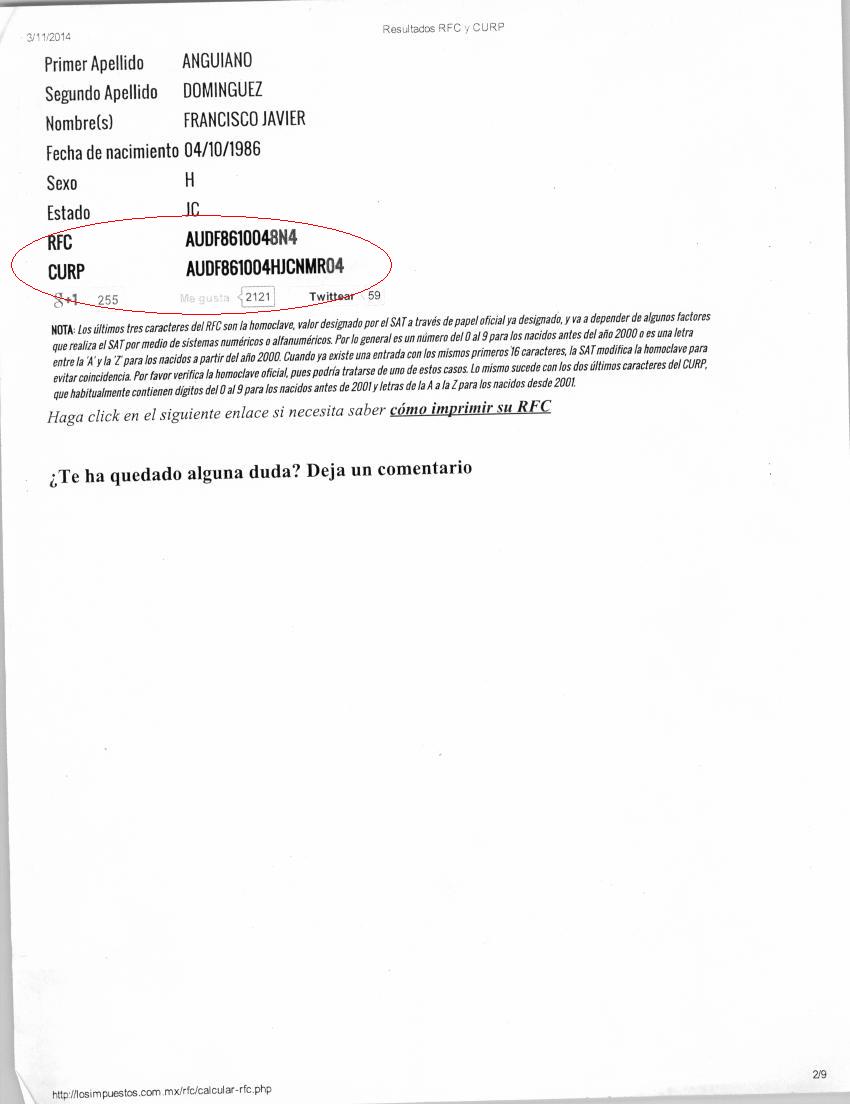 3/11/2014
Resultados RFC y CURP
Primer Apellido ANGUIANO
Segundo Apellido DOMINGUEZ
Nombre(s) FRANCISCO JAVIER
Fecha de nacimiento 04/10/1986
Sexo H
Estado JC
RFC AUDF8610048N4
CURP AUDF861004HJCNMR04
g+1 255 Me gusta 2121 Twittear 59
NOTA: Los últimos tres caracteres del RFC son la homoclave, valor designado por el SAT a través de papel oficial ya designado, y va a depender de algunos factores
que realiza el SAT por medio de sistemas numéricos o alfanuméricos. Por lo general es un número del 0 al 9 para los nacidos antes del año 2000 o es una letra
entre la 'A' y la 'Z' para los nacidos a partir del año 2000. Cuando ya existe una entrada con los mismos primeros 16 caracteres, la SAT modifica la homoclave para
evitar coincidencia. Por favor verifica la homoclave oficial, pues podría tratarse de uno de estos casos. Lo mismo sucede con los dos últimos caracteres del CURP,
que habitualmente contienen dígitos del 0 al 9 para los nacidos antes de 2001 y letras de la A a la Z para los nacidos desde 2001.
Haga click en el siguiente enlace si necesita saber cómo imprimir su RFC
¿Te ha quedado alguna duda? Deja un comentario
2/9
http://losimpuestos.com.mx/rfc/calcular-rfc.php